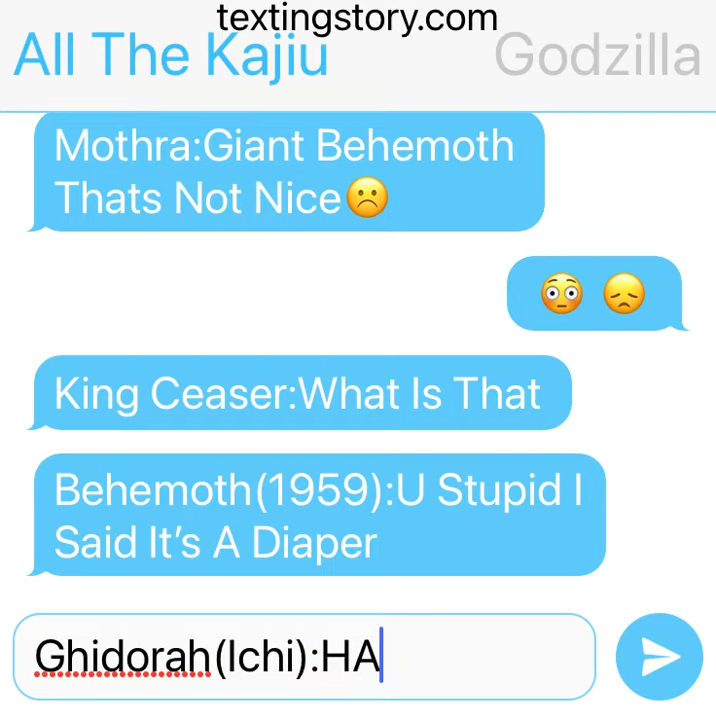 textingstory.com
All The Kajiu Godzilla
Mothra:Giant Behemoth
Thats Not Nice☹️
😳 😞
King Ceaser:What Is That
Behemoth(1959):U Stupid I
Said It’s A Diaper
Ghidorah(Ichi):HA